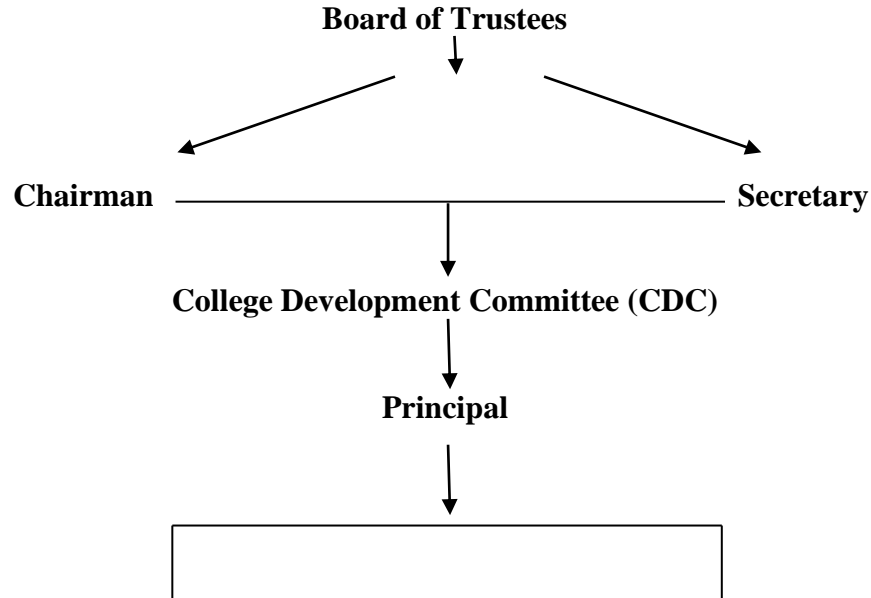 Board of Trustees
Chairman Secretary
College Development Committee (CDC)
Principal